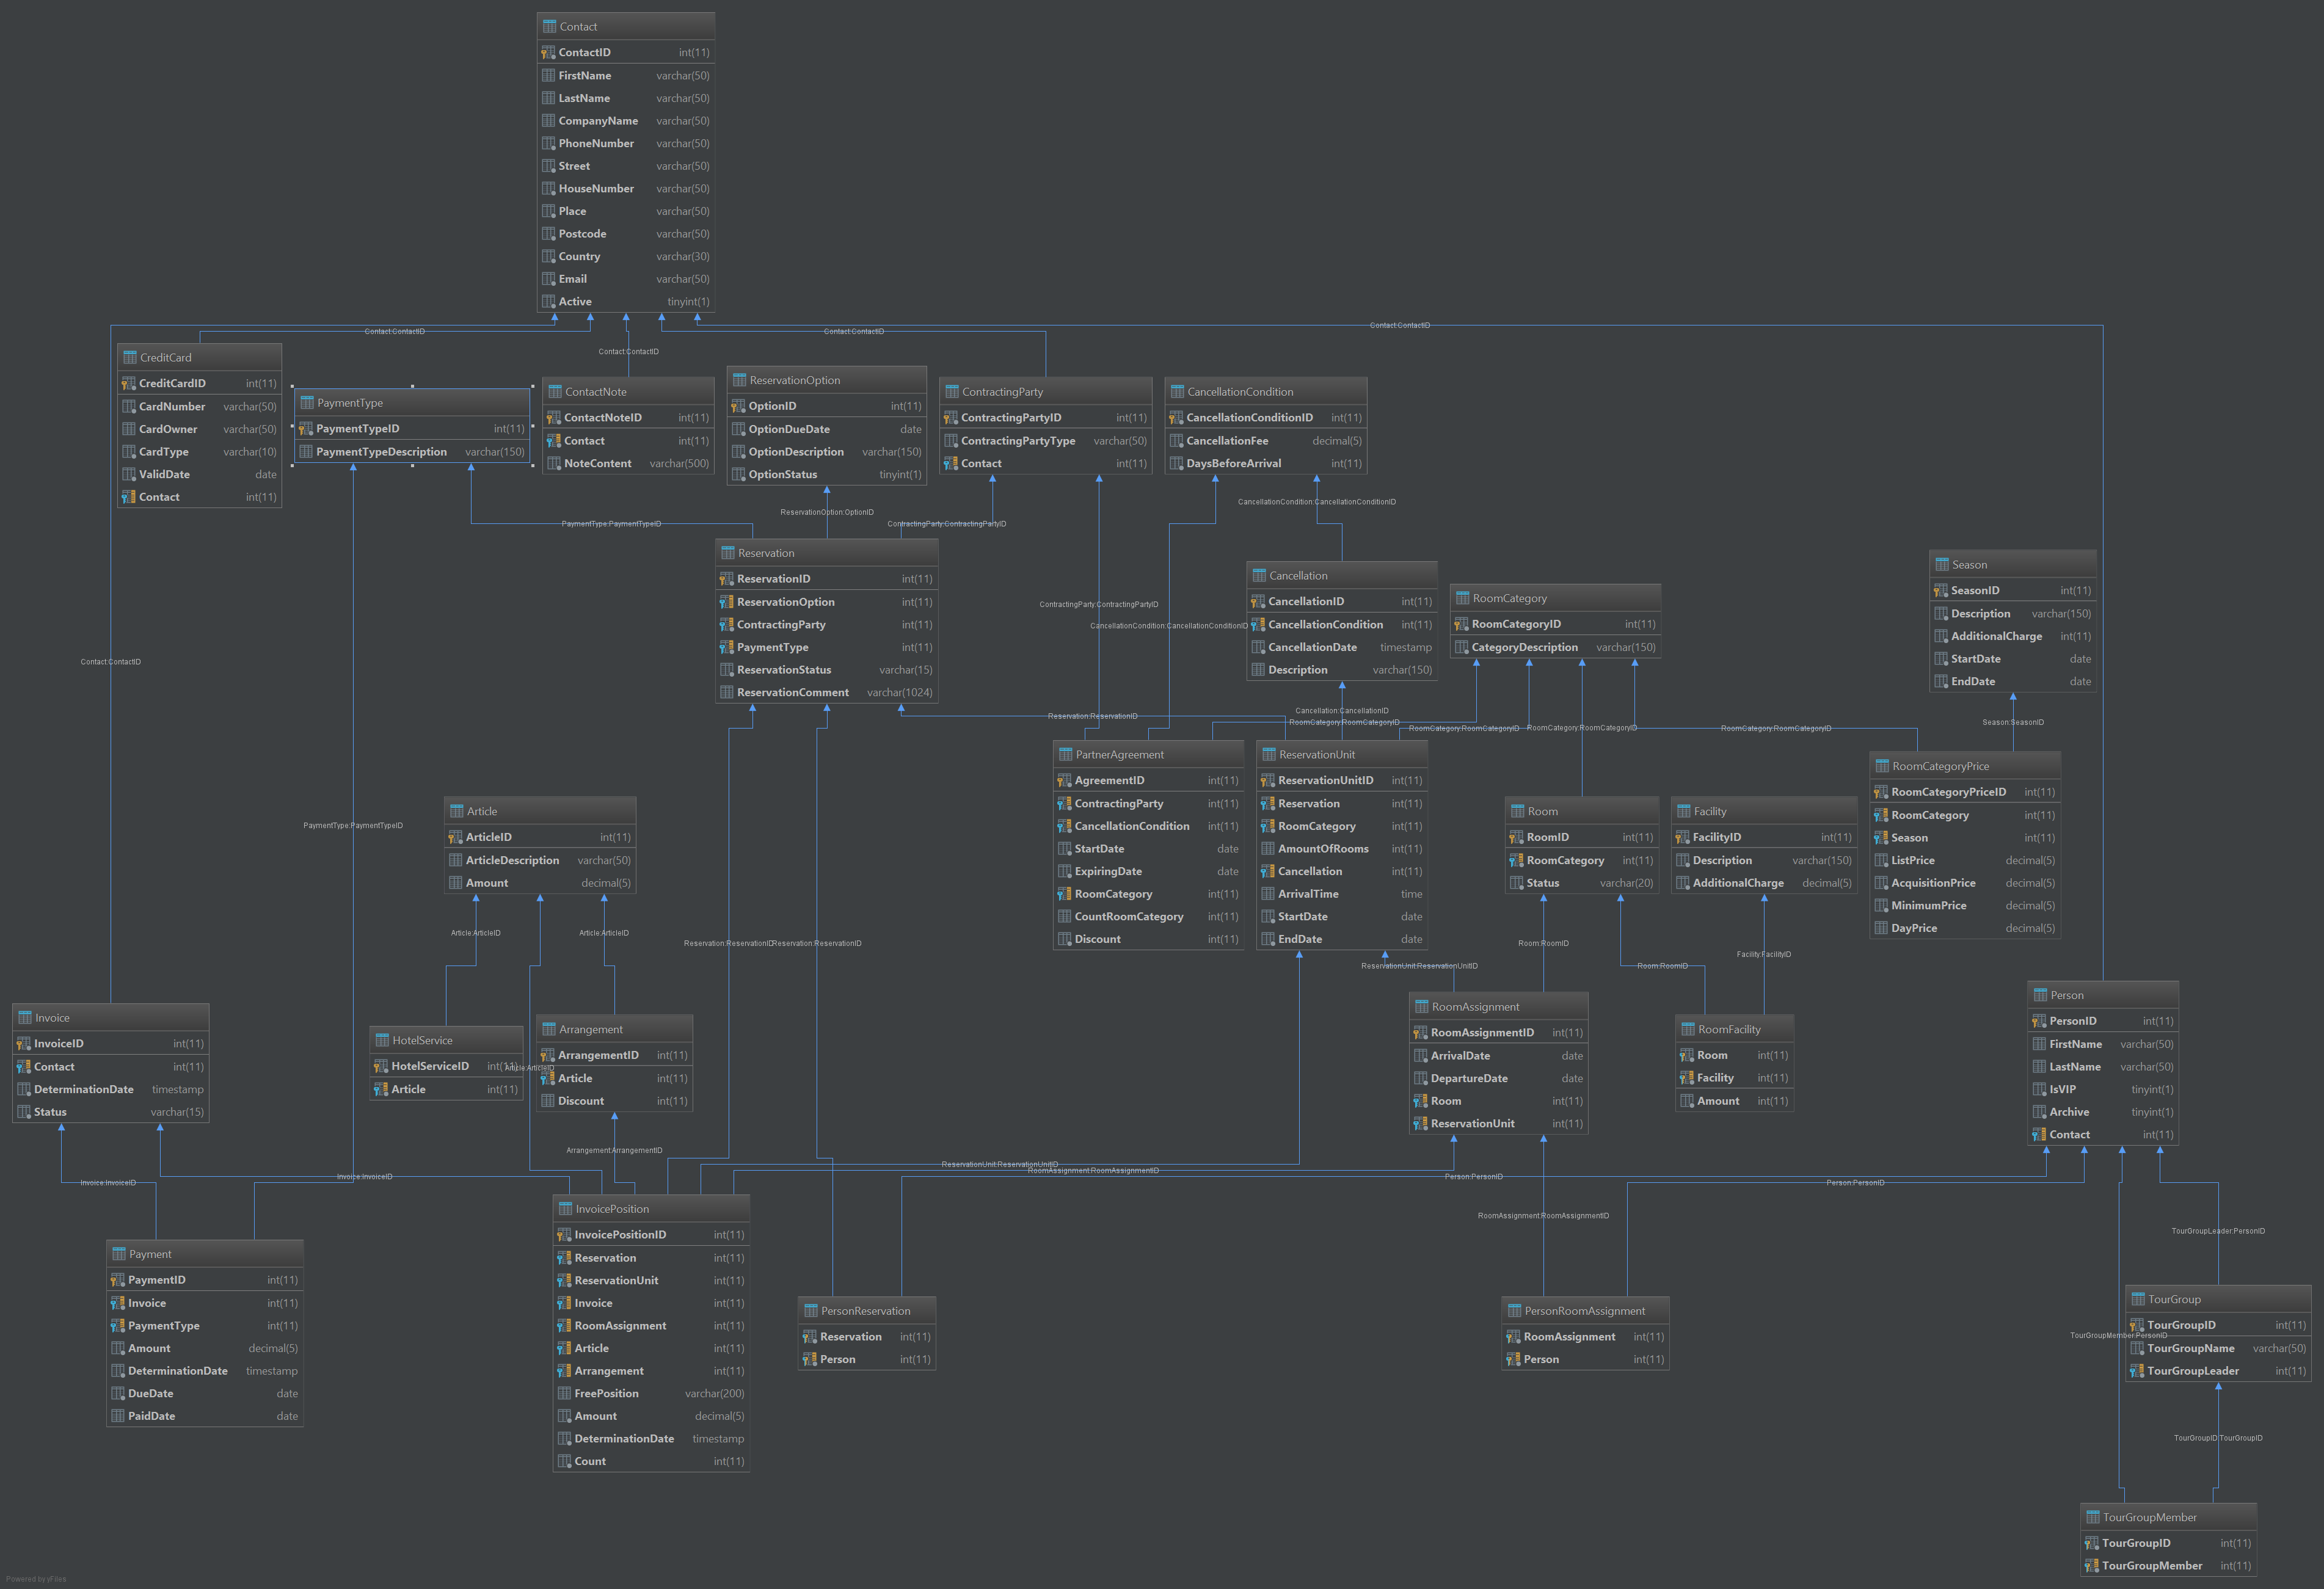 Contact
ContactID int(11)
FirstName varchar(50)
LastName varchar(50)
CompanyName varchar(50)
PhoneNumber varchar(50)
Street varchar(50)
HouseNumber varchar(50)
Place varchar(50)
Postcode varchar(50)
Country varchar(30)
Email varchar(50)
Active tinyint(1)
Contact:ContactID
Contact:ContactID
Contact:ContactID
Contact:ContactID
CreditCard
CreditCardID int(11)
CardNumber varchar(50)
CardOwner varchar(50)
CardType varchar(10)
ValidDate date
Contact int(11)
PaymentType
PaymentTypeID int(11)
PaymentTypeDescription varchar(150)
ContactNote
ContactNoteID int(11)
Contact int(11)
NoteContent varchar(500)
ReservationOption
OptionID int(11)
OptionDueDate date
OptionDescription varchar(150)
OptionStatus tinyint(1)
ContractingParty
ContractingPartyID int(11)
ContractingPartyType varchar(50)
Contact int(11)
CancellationCondition
CancellationConditionID int(11)
CancellationFee decimal(5)
DaysBeforeArrival int(11)
CancellationCondition:CancellationConditionID
ReservationOption:OptionID
PaymentType:PaymentTypeID
ContractingParty:ContractingPartyID
Reservation
ReservationID int(11)
ReservationOption int(11)
ContractingParty int(11)
PaymentType int(11)
ReservationStatus varchar(15)
ReservationComment varchar(1024)
ContractingParty:ContractingPartyID
CancellationCondition:CancellationConditionID
Cancellation
CancellationID int(11)
CancellationCondition int(11)
CancellationDate timestamp
Description varchar(150)
RoomCategory
RoomCategoryID int(11)
CategoryDescription varchar(150)
Season
SeasonID int(11)
Description varchar(150)
AdditionalCharge int(11)
StartDate date
EndDate date
Contact:ContactID
Reservation:ReservationID
Cancellation:CancellationID
RoomCategory:RoomCategoryID
RoomCategory:RoomCategoryID
RoomCategory:RoomCategoryID
RoomCategory:RoomCategoryID
Season:SeasonID
PartnerAgreement
AgreementID int(11)
ContractingParty int(11)
CancellationCondition int(11)
StartDate date
ExpiringDate date
RoomCategory int(11)
CountRoomCategory int(11)
Discount int(11)
ReservationUnit
ReservationUnitID int(11)
Reservation int(11)
RoomCategory int(11)
AmountOfRooms int(11)
Cancellation int(11)
ArrivalTime time
StartDate date
EndDate date
RoomCategoryPrice
RoomCategoryPriceID int(11)
RoomCategory int(11)
Season int(11)
ListPrice decimal(5)
AcquisitionPrice decimal(5)
MinimumPrice decimal(5)
DayPrice decimal(5)
Article
ArticleID int(11)
ArticleDescription varchar(50)
Amount decimal(5)
Room
RoomID int(11)
RoomCategory int(11)
Status varchar(20)
Facility
FacilityID int(11)
Description varchar(150)
AdditionalCharge decimal(5)
PaymentType:PaymentTypeID
Article:ArticleID
Article:ArticleID
Reservation:ReservationID
Reservation:ReservationID
ReservationUnit:ReservationUnitID
Room:RoomID
Room:RoomID
Facility:FacilityID
Invoice
InvoiceID int(11)
Contact int(11)
DeterminationDate timestamp
Status varchar(15)
HotelService
HotelServiceID int(11)
Article int(11)
Article:ArticleID
Arrangement
ArrangementID int(11)
Article int(11)
Discount int(11)
RoomAssignment
RoomAssignmentID int(11)
ArrivalDate date
DepartureDate date
Room int(11)
ReservationUnit int(11)
RoomFacility
Room int(11)
Facility int(11)
Amount int(11)
Person
PersonID int(11)
FirstName varchar(50)
LastName varchar(50)
IsVIP tinyint(1)
Archive tinyint(1)
Contact int(11)
Arrangement:ArrangementID
ReservationUnit:ReservationUnitID
RoomAssignment:RoomAssignmentID
Invoice:InvoiceID
Invoice:InvoiceID
Person:PersonID
Person:PersonID
RoomAssignment:RoomAssignmentID
TourGroupLeader:PersonID
Payment
PaymentID int(11)
Invoice int(11)
PaymentType int(11)
Amount decimal(5)
DeterminationDate timestamp
DueDate date
PaidDate date
InvoicePosition
InvoicePositionID int(11)
Reservation int(11)
ReservationUnit int(11)
Invoice int(11)
RoomAssignment int(11)
Article int(11)
Arrangement int(11)
FreePosition varchar(200)
Amount decimal(5)
DeterminationDate timestamp
Count int(11)
PersonReservation
Reservation int(11)
Person int(11)
PersonRoomAssignment
RoomAssignment int(11)
Person int(11)
TourGroup
TourGroupID int(11)
TourGroupName varchar(50)
TourGroupLeader int(11)
TourGroupMember:PersonID
TourGroupID:TourGroupID
TourGroupMember
TourGroupID int(11)
TourGroupMember int(11)
Powered by yFiles